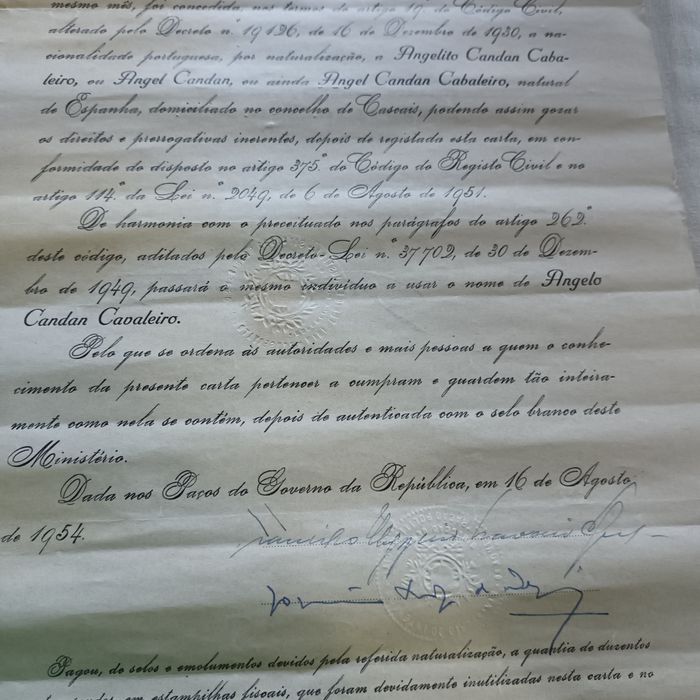 mesmo mês, foi concedida, nos termos do artigo 19.º do Código Civil,
alterado pelo Decreto n.º 19126, de 16 de Dezembro de 1930, a na-
cionalidade portuguesa, por naturalização, a Angelito Candan Caba-
leiro, ou Angel Candan, ou ainda Angel Candan Cabaleiro, natural
de Espanha, domiciliado no concelho de Cascais, podendo assim gozar
os direitos e prerrogativas inerentes, depois de registada esta carta, em con-
formidade do disposto no artigo 375.º do Código do Registo Civil e no
artigo 114.º da Lei n.º 2049, de 6 de Agosto de 1951.
De harmonia com o preceituado nos parágrafos do artigo 262.º
deste código, aditados pelo Decreto-Lei n.º 37702, de 30 de Dezem-
bro de 1949, passará o mesmo indivíduo a usar o nome de Angelo
Candan Cavaleiro.
Pelo que se ordena às autoridades e mais pessoas a quem o conhe-
cimento da presente carta pertencer a cumpram e guardem tão inteira-
mente como nela se contém, depois de autenticada com o selo branco deste
Ministério.
Dada nos Paços do Governo da República, em 16 de Agosto
de 1954.
Pagou, de selos e emolumentos devidos pela referida naturalização, a quantia de duzentos
em estampilhas fiscais, que foram devidamente inutilizadas nesta carta e no